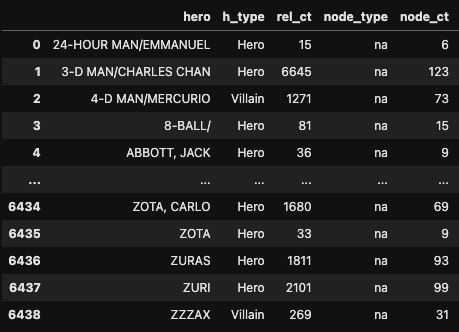 hero h_type rel_ct node_type node_ct
0 24-HOUR MAN/EMMANUEL Hero 15 na 6
1 3-D MAN/CHARLES CHAN Hero 6645 na 123
2 4-D MAN/MERCURIO Villain 1271 na 73
3 8-BALL/ Hero 81 na 15
4 ABBOTT, JACK Hero 36 na 9
... ... ... ... ... ...
6434 ZOTA, CARLO Hero 1680 na 69
6435 ZOTA Hero 33 na 9
6436 ZURAS Hero 1811 na 93
6437 ZURI Hero 2101 na 99
6438 ZZZAX Villain 269 na 31